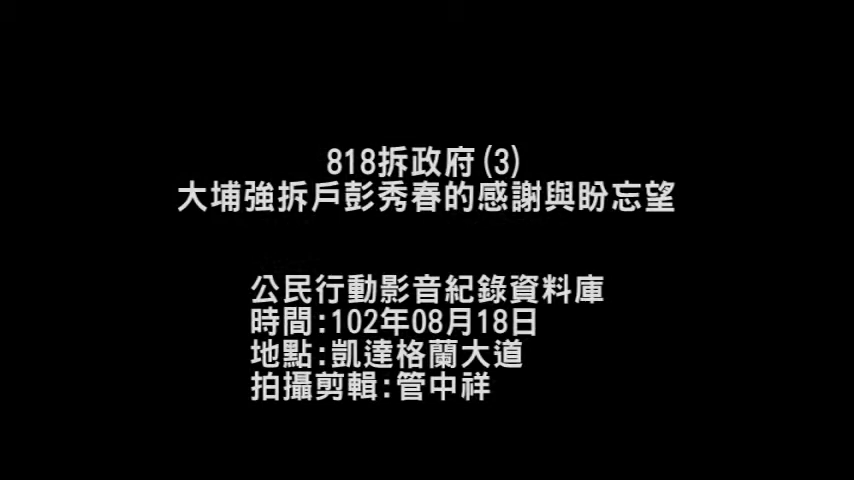 818拆政府(3)
大埔強拆戶彭秀春的感謝與盼忘望
公民行動影音紀錄資料庫
時間:102年08月18日
地點:凱達格蘭大道
拍攝剪輯:管中祥